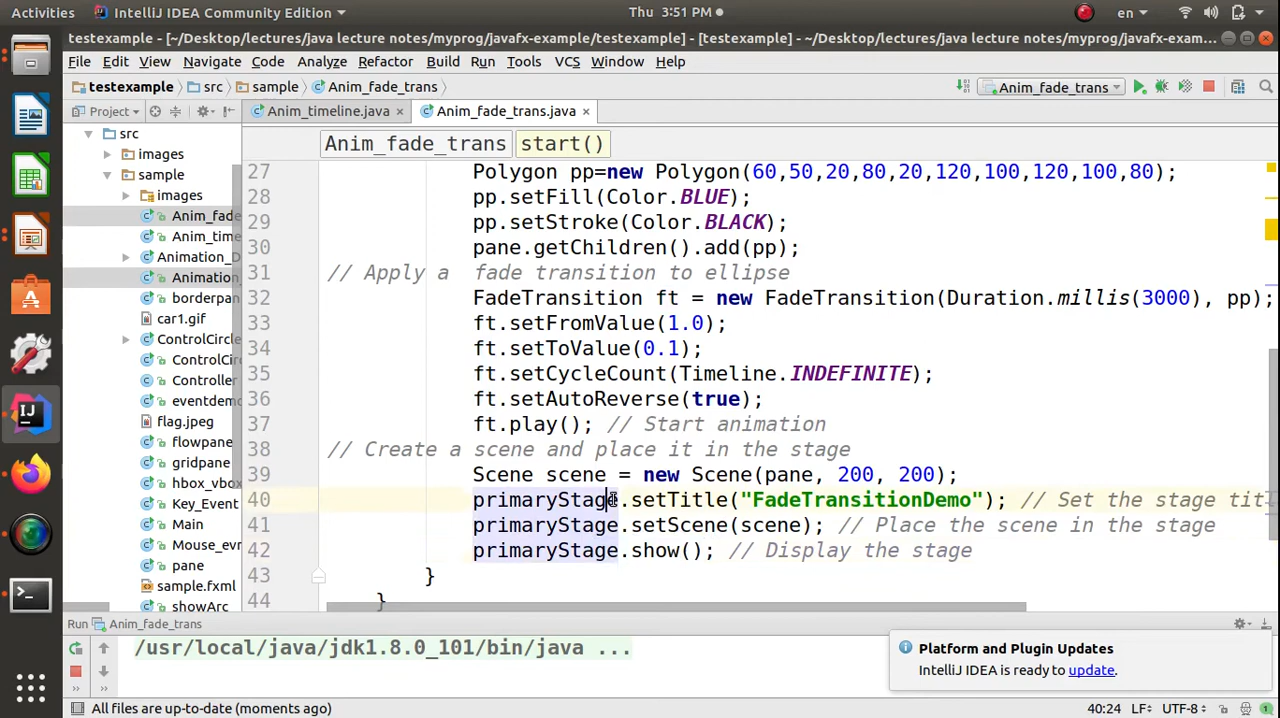 Activities IntelliJ IDEA Community Edition Thu 3:51 PM en
testexample - [~/Desktop/lectures/java lecture notes/myprog/javafx-example/testexample] - [testexample] - ~/Desktop/lectures/java lecture notes/myprog/javafx-exam...
File Edit View Navigate Code Analyze Refactor Build Run Tools VCS Window Help
testexample src sample Anim_fade_trans Anim_fade_trans
Project Anim_timeline.java × Anim_fade_trans.java ×
Anim_fade_trans start()
src
images
sample
images
Anim_fade
Anim_time
Animation_D
Animation
borderpan
car1.gif
ControlCircle
ControlCir
Controller
eventdemo
flag.jpeg
flowpane
gridpane
hbox_vbox
Key_Event
Main
Mouse_evn
pane
sample.fxml
showArc
27 Polygon pp=new Polygon(60,50,20,80,20,120,100,120,100,80);
28 pp.setFill(Color.BLUE);
29 pp.setStroke(Color.BLACK);
30 pane.getChildren().add(pp);
31 // Apply a  fade transition to ellipse
32 FadeTransition ft = new FadeTransition(Duration.millis(3000), pp);
33 ft.setFromValue(1.0);
34 ft.setToValue(0.1);
35 ft.setCycleCount(Timeline.INDEFINITE);
36 ft.setAutoReverse(true);
37 ft.play(); // Start animation
38 // Create a scene and place it in the stage
39 Scene scene = new Scene(pane, 200, 200);
40 primaryStage.setTitle("FadeTransitionDemo"); // Set the stage tit
41 primaryStage.setScene(scene); // Place the scene in the stage
42 primaryStage.show(); // Display the stage
43 }
44 }
Run Anim_fade_trans
/usr/local/java/jdk1.8.0_101/bin/java ...
Platform and Plugin Updates
IntelliJ IDEA is ready to update.
All files are up-to-date (moments ago) 40:24 LF UTF-8